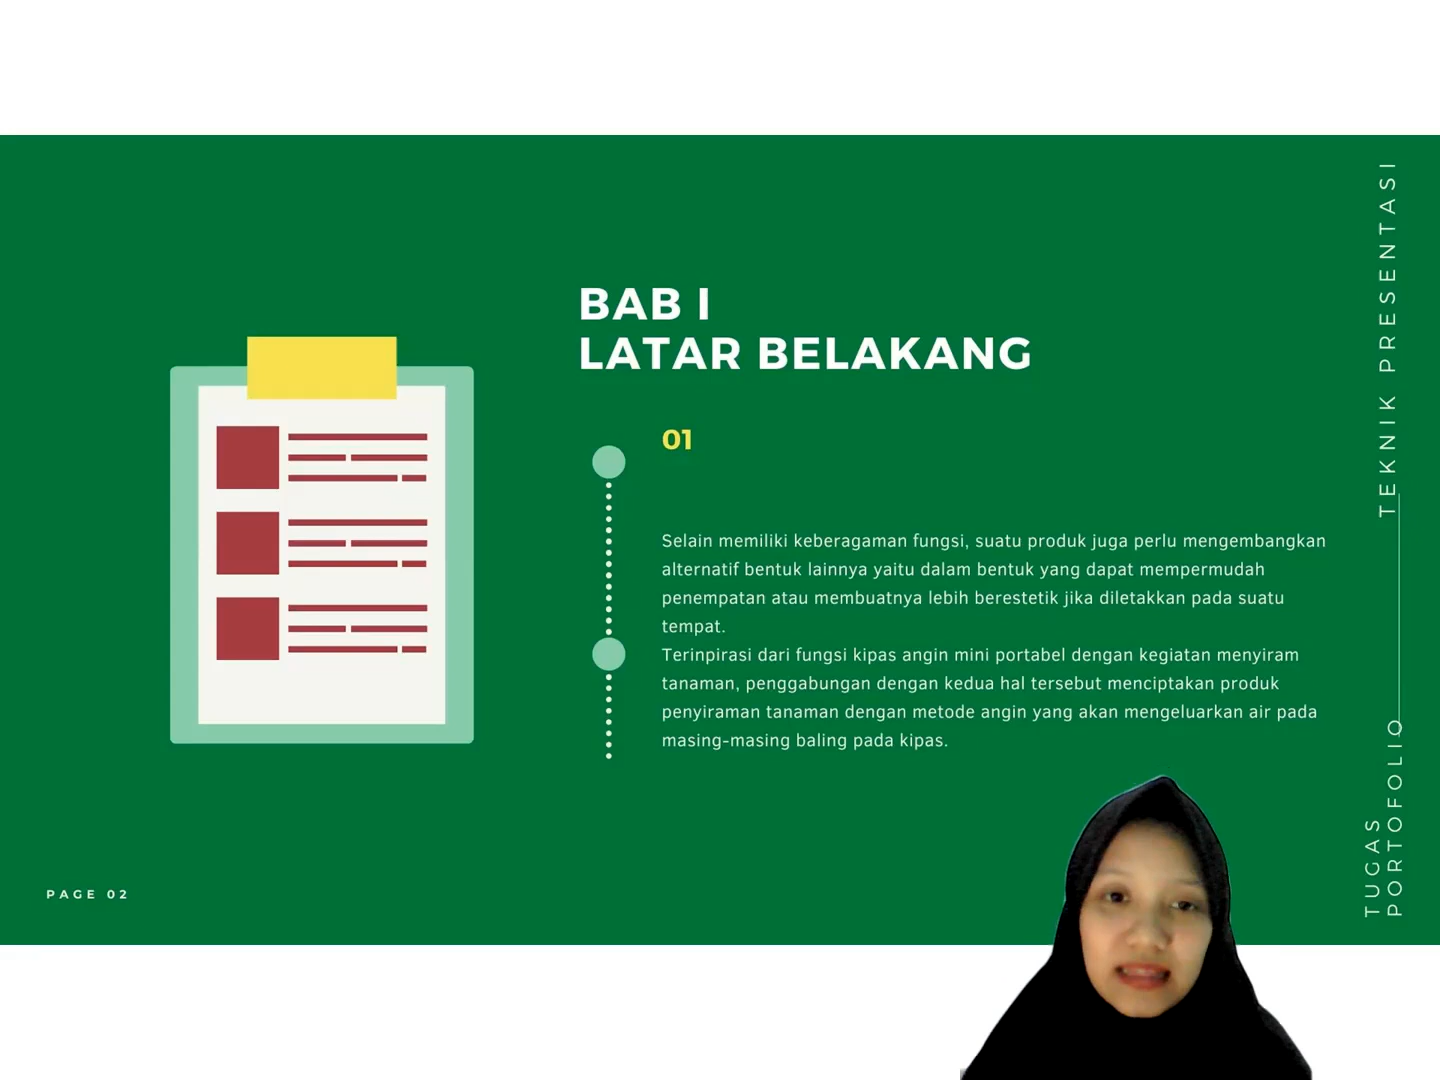 BAB I
LATAR BELAKANG
01
Selain memiliki keberagaman fungsi, suatu produk juga perlu mengembangkan
alternatif bentuk lainnya yaitu dalam bentuk yang dapat mempermudah
penempatan atau membuatnya lebih berestetik jika diletakkan pada suatu
tempat.
Terinpirasi dari fungsi kipas angin mini portabel dengan kegiatan menyiram
tanaman, penggabungan dengan kedua hal tersebut menciptakan produk
penyiraman tanaman dengan metode angin yang akan mengeluarkan air pada
masing-masing baling pada kipas.
PAGE 02
TEKNIK PRESENTASI
TUGAS
PORTOFOLIO